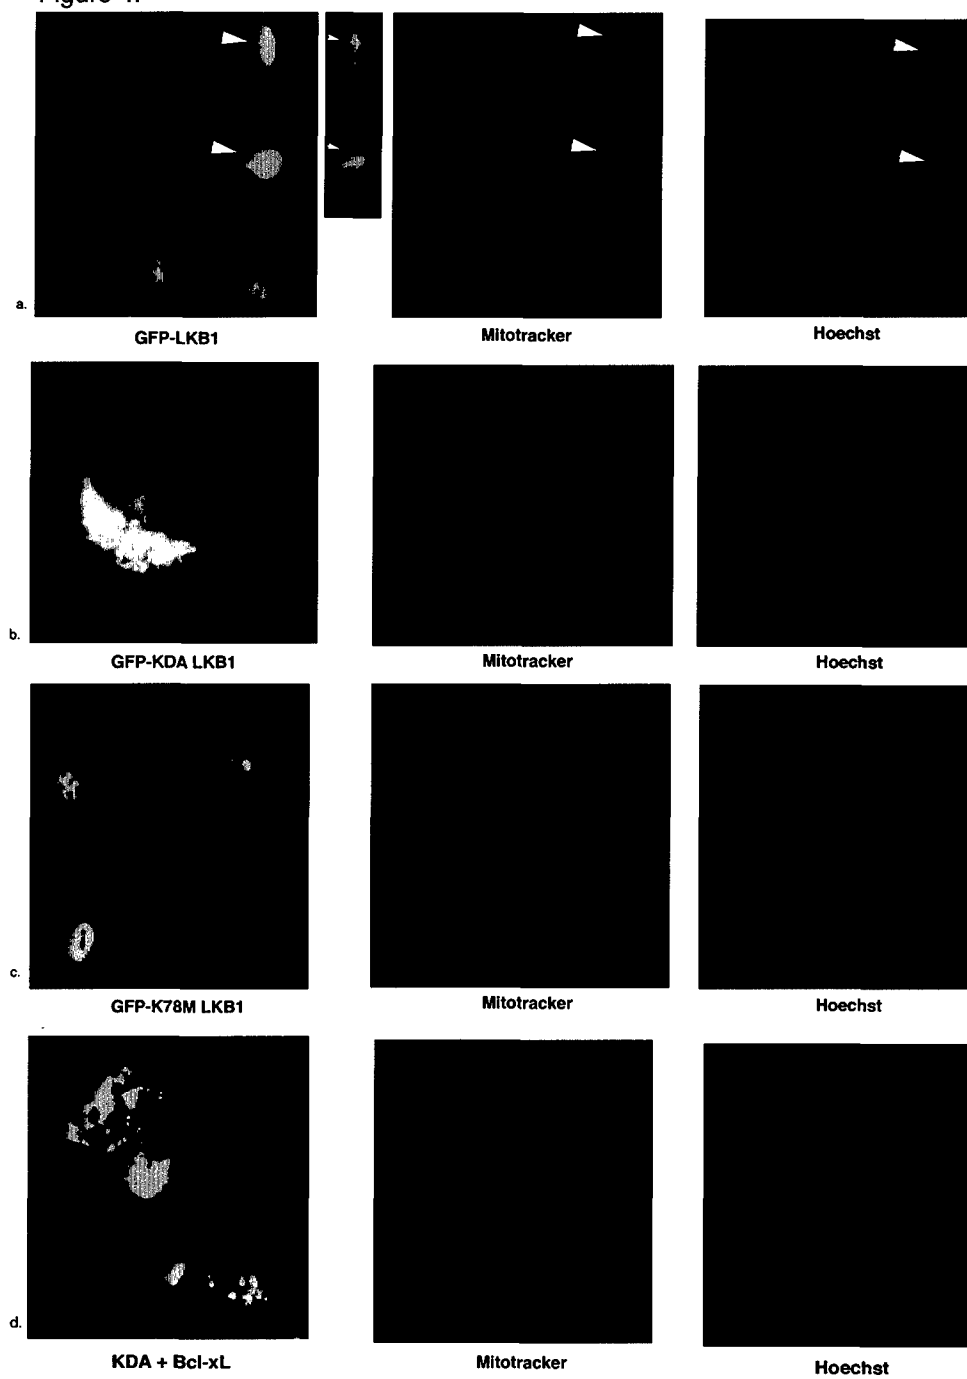 a.
GFP-LKB1 Mitotracker Hoechst
b.
GFP-KDA LKB1 Mitotracker Hoechst
c.
GFP-K78M LKB1 Mitotracker Hoechst
d.
KDA + Bcl-xL Mitotracker Hoechst